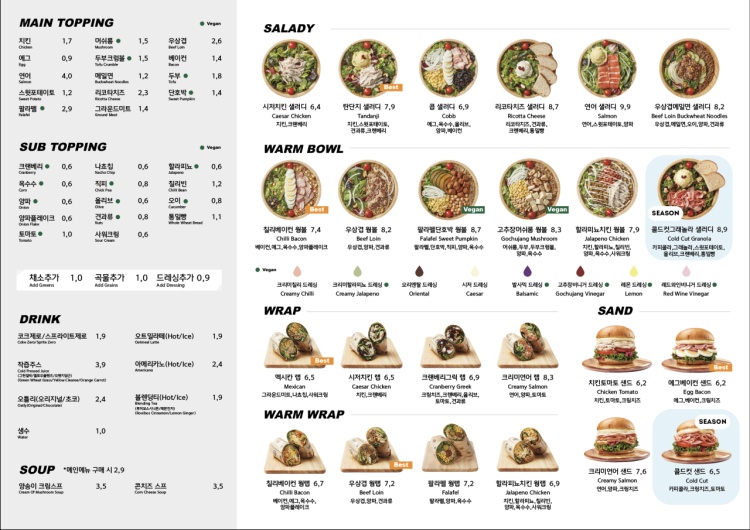 MAIN TOPPING
Vegan
치킨 1,7
Chicken
머쉬룸 1,5
Mushroom
우삼겹 2,6
Beef Loin
에그 0,9
Egg
두부크럼블 1,5
Tofu Crumble
베이컨 1,4
Bacon
연어 4,0
Salmon
메밀면 1,2
Buckwheat Noodles
두부 1,8
Tofu
스윗포테이토 1,2
Sweet Potato
리코타치즈 2,3
Ricotta Cheese
단호박 1,4
Sweet Pumpkin
팔라펠 2,9
Falafel
그라운드미트 1,4
Ground Meat
SUB TOPPING
Vegan
크랜베리 0,6
Cranberry
나쵸칩 0,6
Nacho Chip
할라피뇨 0,6
Jalapeno
옥수수 0,6
Corn
칙피 0,8
Chick Pea
칠리빈 1,2
Chilli Bean
양파 0,6
Onion
올리브 0,6
Olive
오이 0,8
Cucumber
양파플레이크 0,6
Onion Flake
견과류 0,8
Nuts
통밀빵 1,1
Whole Wheat Bread
토마토 1,0
Tomato
사워크림 0,6
Sour Cream
채소추가 1,0
Add Greens
곡물추가 1,0
Add Grains
드레싱추가 0,9
Add Dressing
DRINK
코크제로/스프라이트제로 1,9
Coke Zero/Sprite Zero
오트밀라떼(Hot/Ice) 1,9
Oatmeal Latte
착즙주스 3,9
Cold Pressed Juice
(Green-Wheat Grass/Yellow-Cleanse/Orange-Carrot)
아메리카노(Hot/Ice) 2,4
Americano
오틀리(오리지널/초코) 2,4
Oatly(Original/Chocolate)
블렌딩티(Hot/Ice) 1,9
Blending Tea
(Rooibos Cinnamon/Lemon Ginger)
생수 1,0
Water
SOUP *메인메뉴 구매 시 2,9
양송이 크림스프 3,5
Cream Of Mushroom Soup
콘치즈 스프 3,5
Corn Cheese Soup
SALADY
Best
시저치킨 샐러디 6,4
Caesar Chicken
치킨,크랜베리
탄단지 샐러디 7,9
Tandanji
치킨,스윗포테이토,
견과류,크랜베리
콥 샐러디 6,9
Cobb
에그,옥수수,올리브,
양파,베이컨
리코타치즈 샐러디 8,7
Ricotta Cheese
리코타치즈,견과류,
크랜베리,통밀빵
연어 샐러디 9,9
Salmon
연어,스윗포테이토,양파
우삼겹메밀면 샐러디 8,2
Beef Loin Buckwheat Noodles
우삼겹,메밀면,오이,양파,견과류
WARM BOWL
Best
Vegan
Vegan
SEASON
칠리베이컨 웜볼 7,4
Chilli Bacon
베이컨,에그,옥수수,양파플레이크
우삼겹 웜볼 8,2
Beef Loin
우삼겹,양파,견과류
팔라펠단호박 웜볼 8,7
Falafel Sweet Pumpkin
팔라펠,단호박,칙피,양파,옥수수
고추장머쉬룸 웜볼 8,3
Gochujang Mushroom
머쉬룸,두부,두부크럼블,
양파,옥수수
할라피뇨치킨 웜볼 7,9
Jalapeno Chicken
치킨,할라피뇨,칠리빈,
양파,옥수수,사워크림
콜드컷그래놀라 샐러디 8,9
Cold Cut Granola
카피콜라,그래놀라,스윗포테이토,
올리브,크랜베리,통밀빵
Vegan
크리미칠리 드레싱
Creamy Chilli
크리미할라피뇨 드레싱
Creamy Jalapeno
오리엔탈 드레싱
Oriental
시저 드레싱
Caesar
발사믹 드레싱
Balsamic
고추장비니거 드레싱
Gochujang Vinegar
레몬 드레싱
Lemon
레드와인비니거 드레싱
Red Wine Vinegar
WRAP
Best
멕시칸 랩 6,5
Mexican
그라운드미트,나쵸칩,사워크림
시저치킨 랩 6,5
Caesar Chicken
치킨,크랜베리
크랜베리그릭 랩 6,9
Cranberry Greek
크림치즈,크랜베리,올리브,
토마토,견과류
크리미연어 랩 8,3
Creamy Salmon
연어,양파,토마토
WARM WRAP
Best
칠리베이컨 웜랩 6,7
Chilli Bacon
베이컨,에그,옥수수,
양파플레이크
우삼겹 웜랩 7,2
Beef Loin
우삼겹,양파,견과류
팔라펠 웜랩 7,2
Falafel
팔라펠,양파,옥수수
할라피뇨치킨 웜랩 6,9
Jalapeno Chicken
치킨,할라피뇨,칠리빈,
양파,옥수수,사워크림
SAND
Best
치킨토마토 샌드 6,2
Chicken Tomato
치킨,토마토,크림치즈
에그베이컨 샌드 6,2
Egg Bacon
에그,베이컨,크림치즈
SEASON
크리미연어 샌드 7,6
Creamy Salmon
연어,양파,크림치즈
콜드컷 샌드 6,5
Cold Cut
카피콜라,크림치즈,토마토